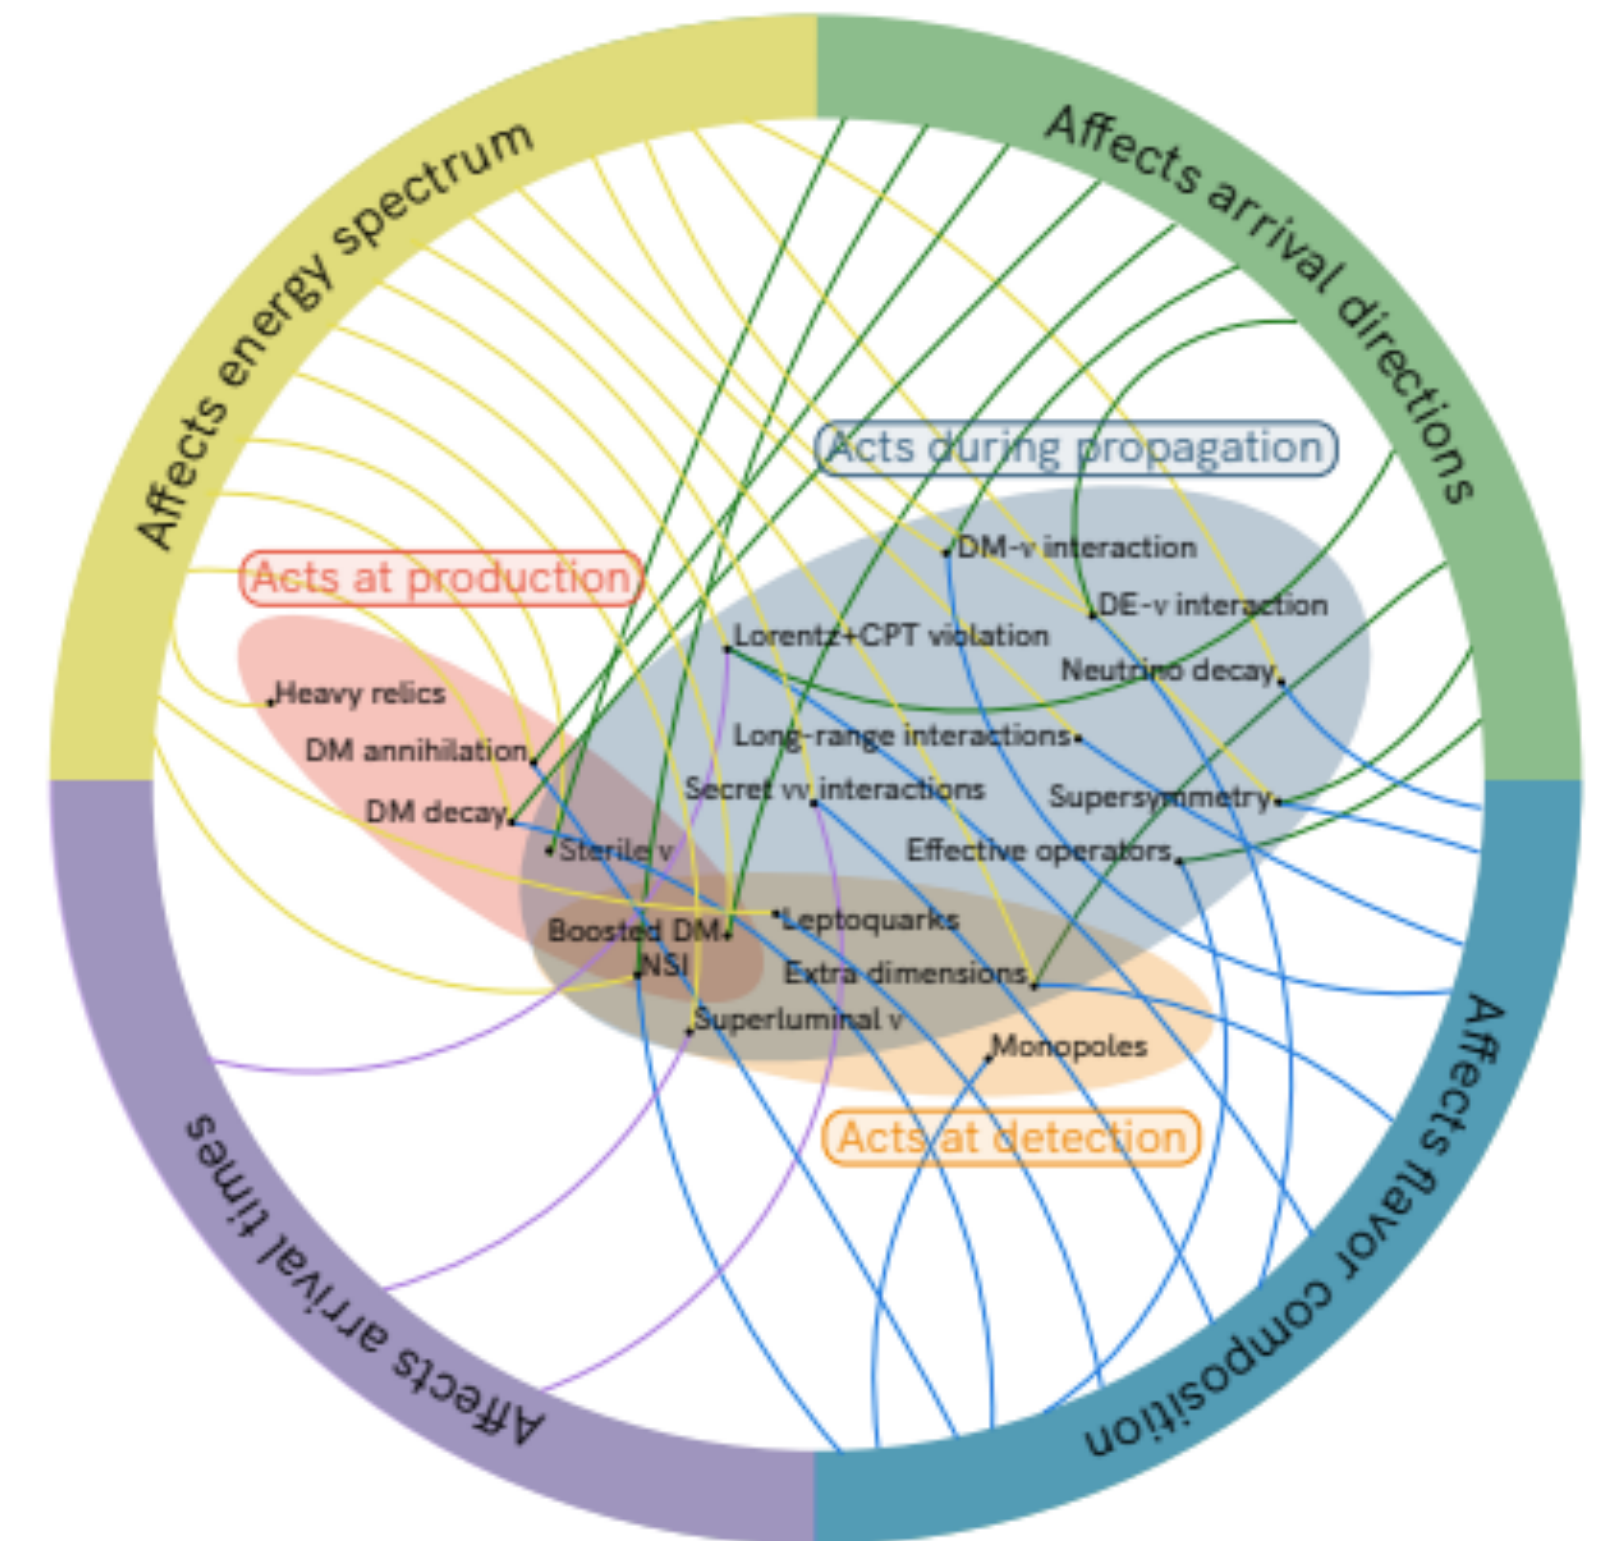 Affects energy spectrum
Affects arrival directions
Acts during propagation
DM-ν interaction
Acts at production
DE-ν interaction
Lorentz+CPT violation
Neutrino decay
Heavy relics
Long-range interactions
DM annihilation
Secret νν interactions
Supersymmetry
DM decay
Sterile ν
Effective operators
Leptoquarks
Boosted DM
NSI
Extra dimensions
Superluminal ν
Monopoles
Acts at detection
Affects arrival times
Affects flavor composition